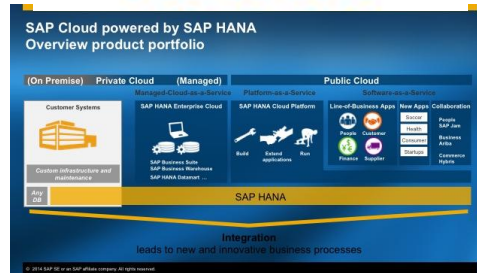 SAP Cloud powered by SAP HANA
Overview product portfolio
(On Premise) Private Cloud (Managed) Public Cloud
Managed-Cloud-as-a-Service Platform-as-a-Service Software-as-a-Service
Customer Systems SAP HANA Enterprise Cloud SAP HANA Cloud Platform Line-of-Business Apps New Apps Collaboration
Soccer
Health
Consumer
Startups
People
SAP Jam
Business
Ariba
Commerce
Hybris
People Customer
Finance Supplier
Build Extend applications Run
SAP Business Suite
SAP Business Warehouse
SAP HANA Datamart ...
Custom infrastructure and
maintenance
Any
DB
SAP HANA
Integration
leads to new and innovative business processes
© 2014 SAP SE or an SAP affiliate company. All rights reserved.